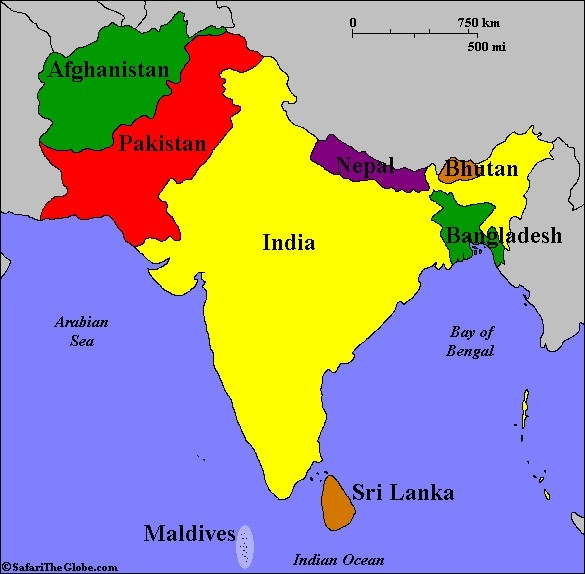 0 750 km
500 mi
Afghanistan
Pakistan
Nepal
Bhutan
India
Bangladesh
Arabian
Sea
Bay of
Bengal
Sri Lanka
Maldives
Indian Ocean
©SafariTheGlobe.com